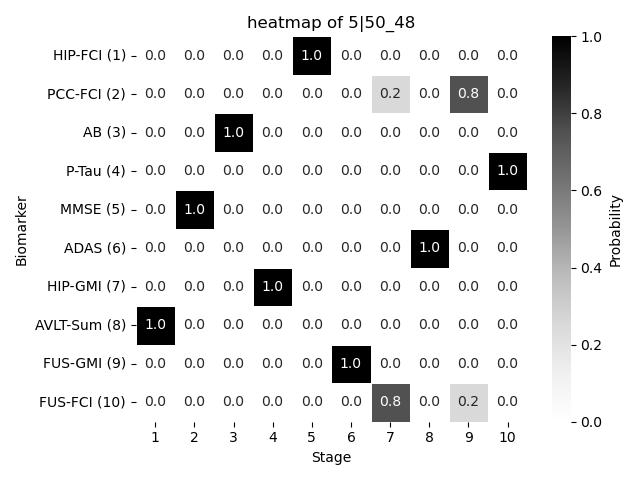 heatmap of 5|50_48
HIP-FCI (1) 0.0 0.0 0.0 0.0 1.0 0.0 0.0 0.0 0.0 0.0
PCC-FCI (2) 0.0 0.0 0.0 0.0 0.0 0.0 0.2 0.0 0.8 0.0
AB (3) 0.0 0.0 1.0 0.0 0.0 0.0 0.0 0.0 0.0 0.0
P-Tau (4) 0.0 0.0 0.0 0.0 0.0 0.0 0.0 0.0 0.0 1.0
MMSE (5) 0.0 1.0 0.0 0.0 0.0 0.0 0.0 0.0 0.0 0.0
ADAS (6) 0.0 0.0 0.0 0.0 0.0 0.0 0.0 1.0 0.0 0.0
HIP-GMI (7) 0.0 0.0 0.0 1.0 0.0 0.0 0.0 0.0 0.0 0.0
AVLT-Sum (8) 1.0 0.0 0.0 0.0 0.0 0.0 0.0 0.0 0.0 0.0
FUS-GMI (9) 0.0 0.0 0.0 0.0 0.0 1.0 0.0 0.0 0.0 0.0
FUS-FCI (10) 0.0 0.0 0.0 0.0 0.0 0.0 0.8 0.0 0.2 0.0
1 2 3 4 5 6 7 8 9 10
Stage
Biomarker
1.0
0.8
0.6
0.4
0.2
0.0
Probability